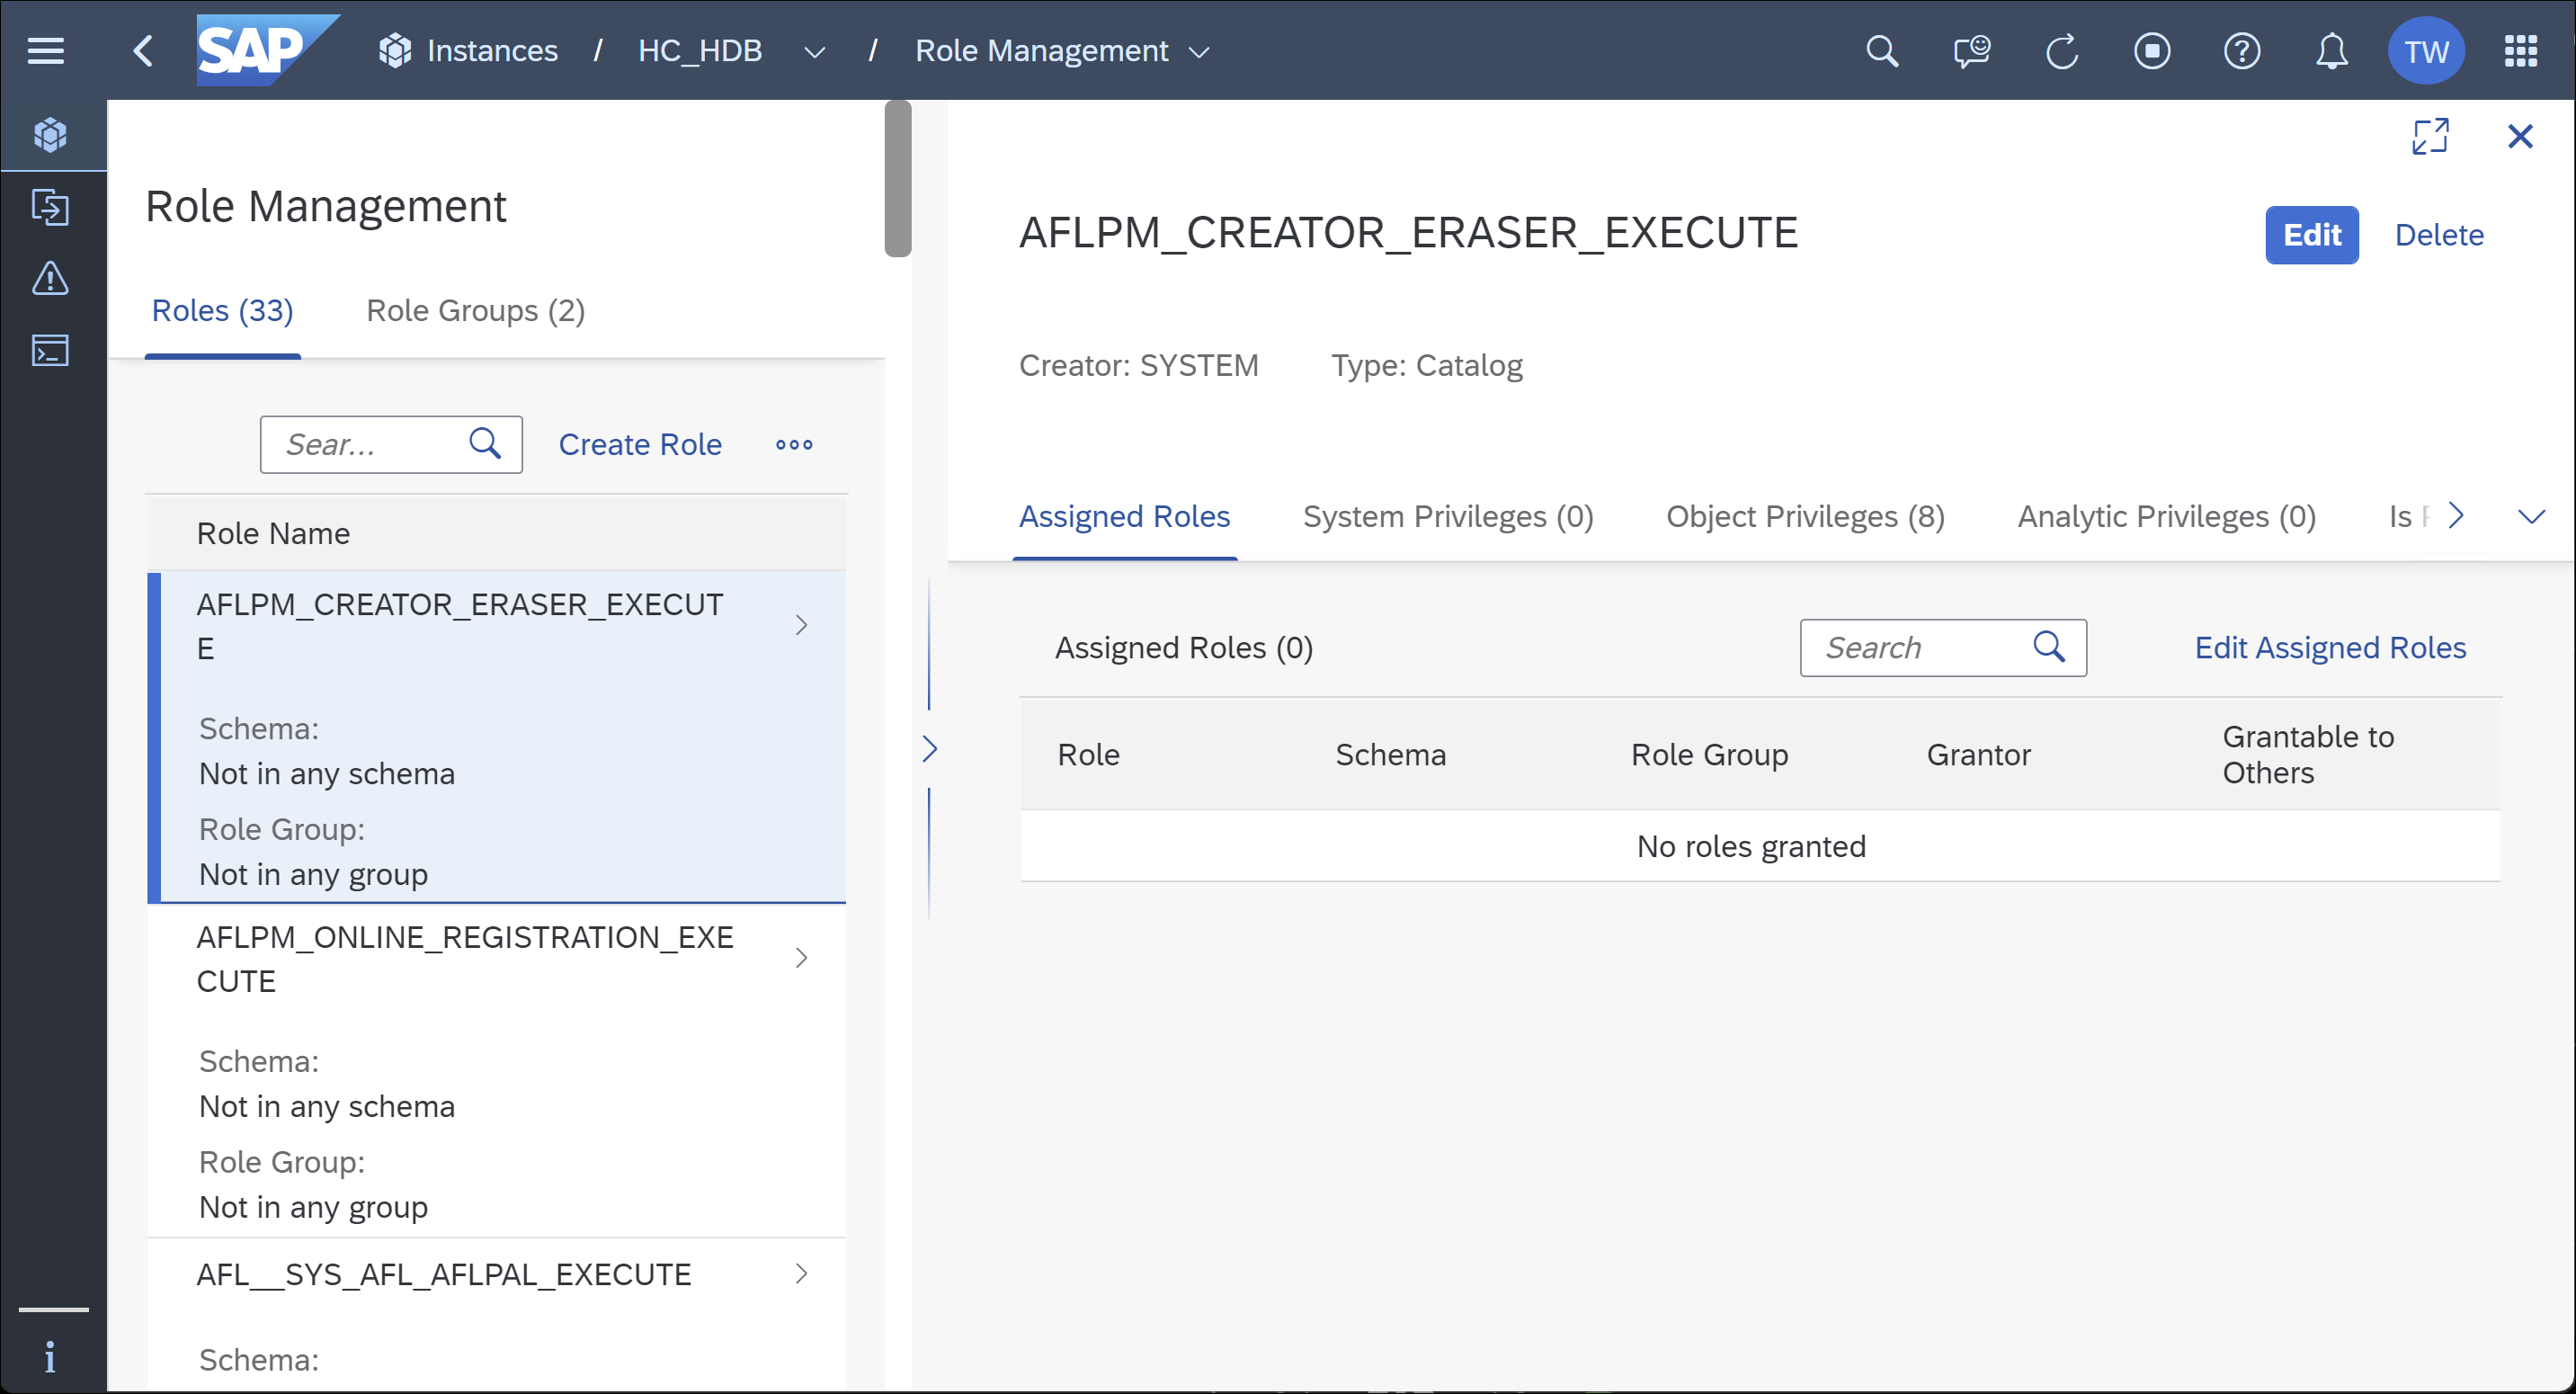 SAP
Instances / HC_HDB / Role Management
TW
Role Management
Roles (33) Role Groups (2)
Sear... Create Role
Role Name
AFLPM_CREATOR_ERASER_EXECUT
E
Schema:
Not in any schema
Role Group:
Not in any group
AFLPM_ONLINE_REGISTRATION_EXE
CUTE
Schema:
Not in any schema
Role Group:
Not in any group
AFL__SYS_AFL_AFLPAL_EXECUTE
Schema:
AFLPM_CREATOR_ERASER_EXECUTE
Edit Delete
Creator: SYSTEM Type: Catalog
Assigned Roles System Privileges (0) Object Privileges (8) Analytic Privileges (0) Is
Assigned Roles (0) Search Edit Assigned Roles
Role Schema Role Group Grantor Grantable to
Others
No roles granted